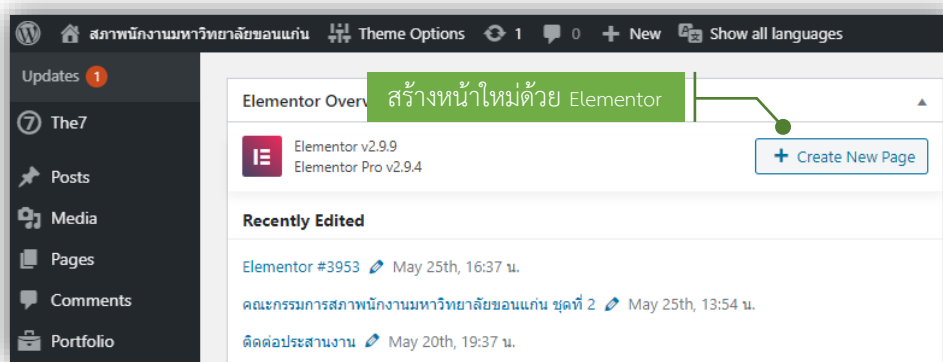 สภาพนักงานมหาวิทยาลัยขอนแก่น Theme Options 1 0 + New Show all languages
Updates 1
The7
Posts
Media
Pages
Comments
Portfolio
Elementor Overv
สร้างหน้าใหม่ด้วย Elementor
Elementor v2.9.9
Elementor Pro v2.9.4
+ Create New Page
Recently Edited
Elementor #3953 May 25th, 16:37 น.
คณะกรรมการสภาพนักงานมหาวิทยาลัยขอนแก่น ชุดที่ 2 May 25th, 13:54 น.
ติดต่อประสานงาน May 20th, 19:37 น.